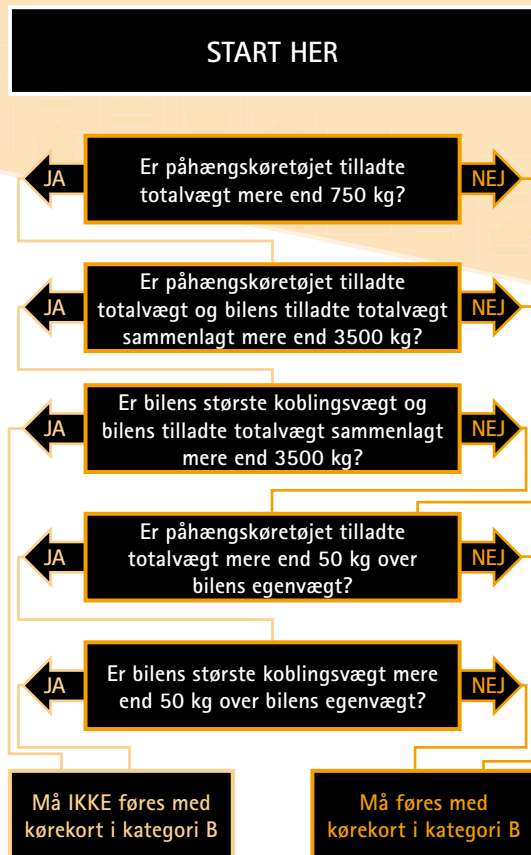 START HER
Er påhængskøretøjet tilladte
totalvægt mere end 750 kg?
JA
NEJ
Er påhængskøretøjet tilladte
totalvægt og bilens tilladte totalvægt
sammenlagt mere end 3500 kg?
JA
NEJ
Er bilens største koblingsvægt og
bilens tilladte totalvægt sammenlagt
mere end 3500 kg?
JA
NEJ
Er påhængskøretøjet tilladte
totalvægt mere end 50 kg over
bilens egenvægt?
JA
NEJ
Er bilens største koblingsvægt mere
end 50 kg over bilens egenvægt?
JA
NEJ
Må IKKE føres med
kørekort i kategori B
Må føres med
kørekort i kategori B